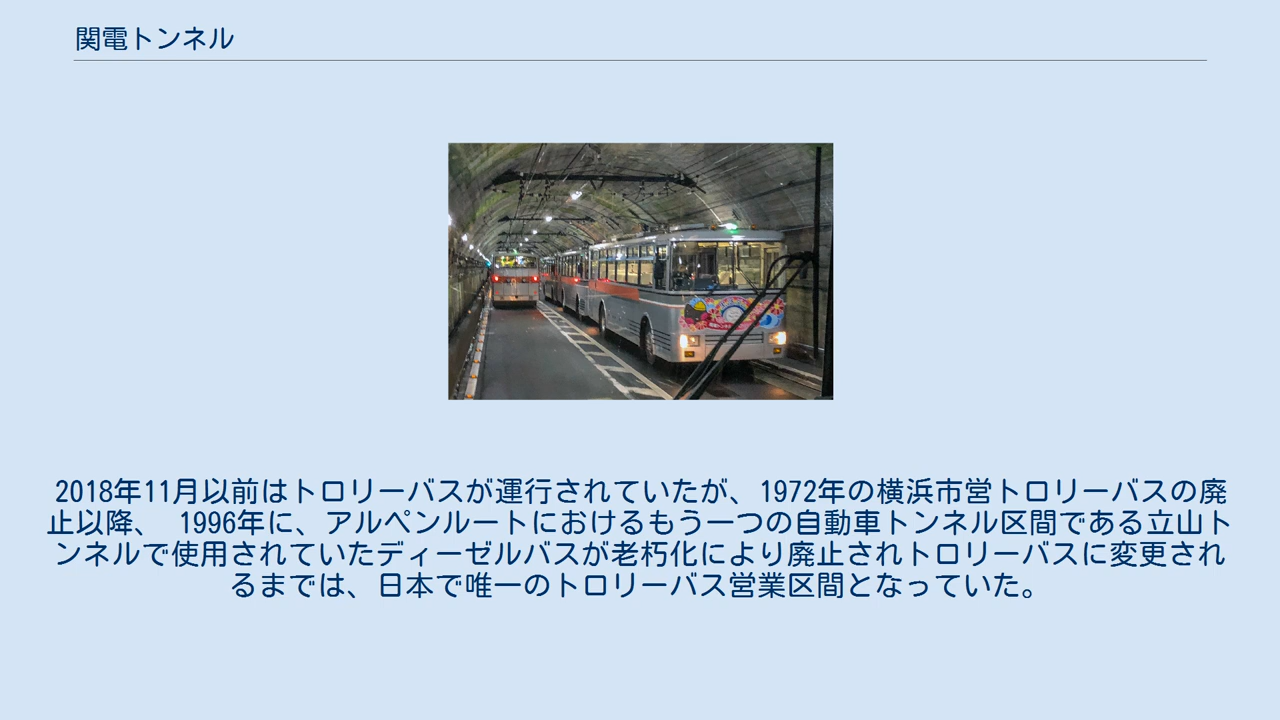 関電トンネル
2018年11月以前はトロリーバスが運行されていたが、1972年の横浜市営トロリーバスの廃
止以降、 1996年に、アルペンルートにおけるもう一つの自動車トンネル区間である立山ト
ンネルで使用されていたディーゼルバスが老朽化により廃止されトロリーバスに変更され
るまでは、日本で唯一のトロリーバス営業区間となっていた。